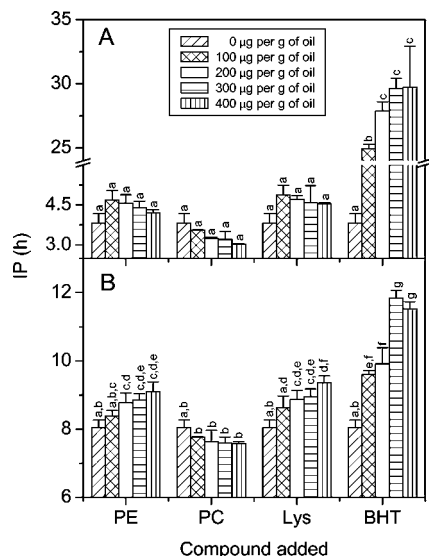 A
0 µg per g of oil
100 µg per g of oil
200 µg per g of oil
300 µg per g of oil
400 µg per g of oil
35
30
25
4.5
3.0
a a a a a
a a a a a
a a a a a
a b c c c
IP (h)
B
12
10
8
6
a,b a,b,c c,d c,d,e c,d,e
a,b b b b b
a,b a,d c,d,e c,d,e d,f
a,b e,f f g g
PE PC Lys BHT
Compound added